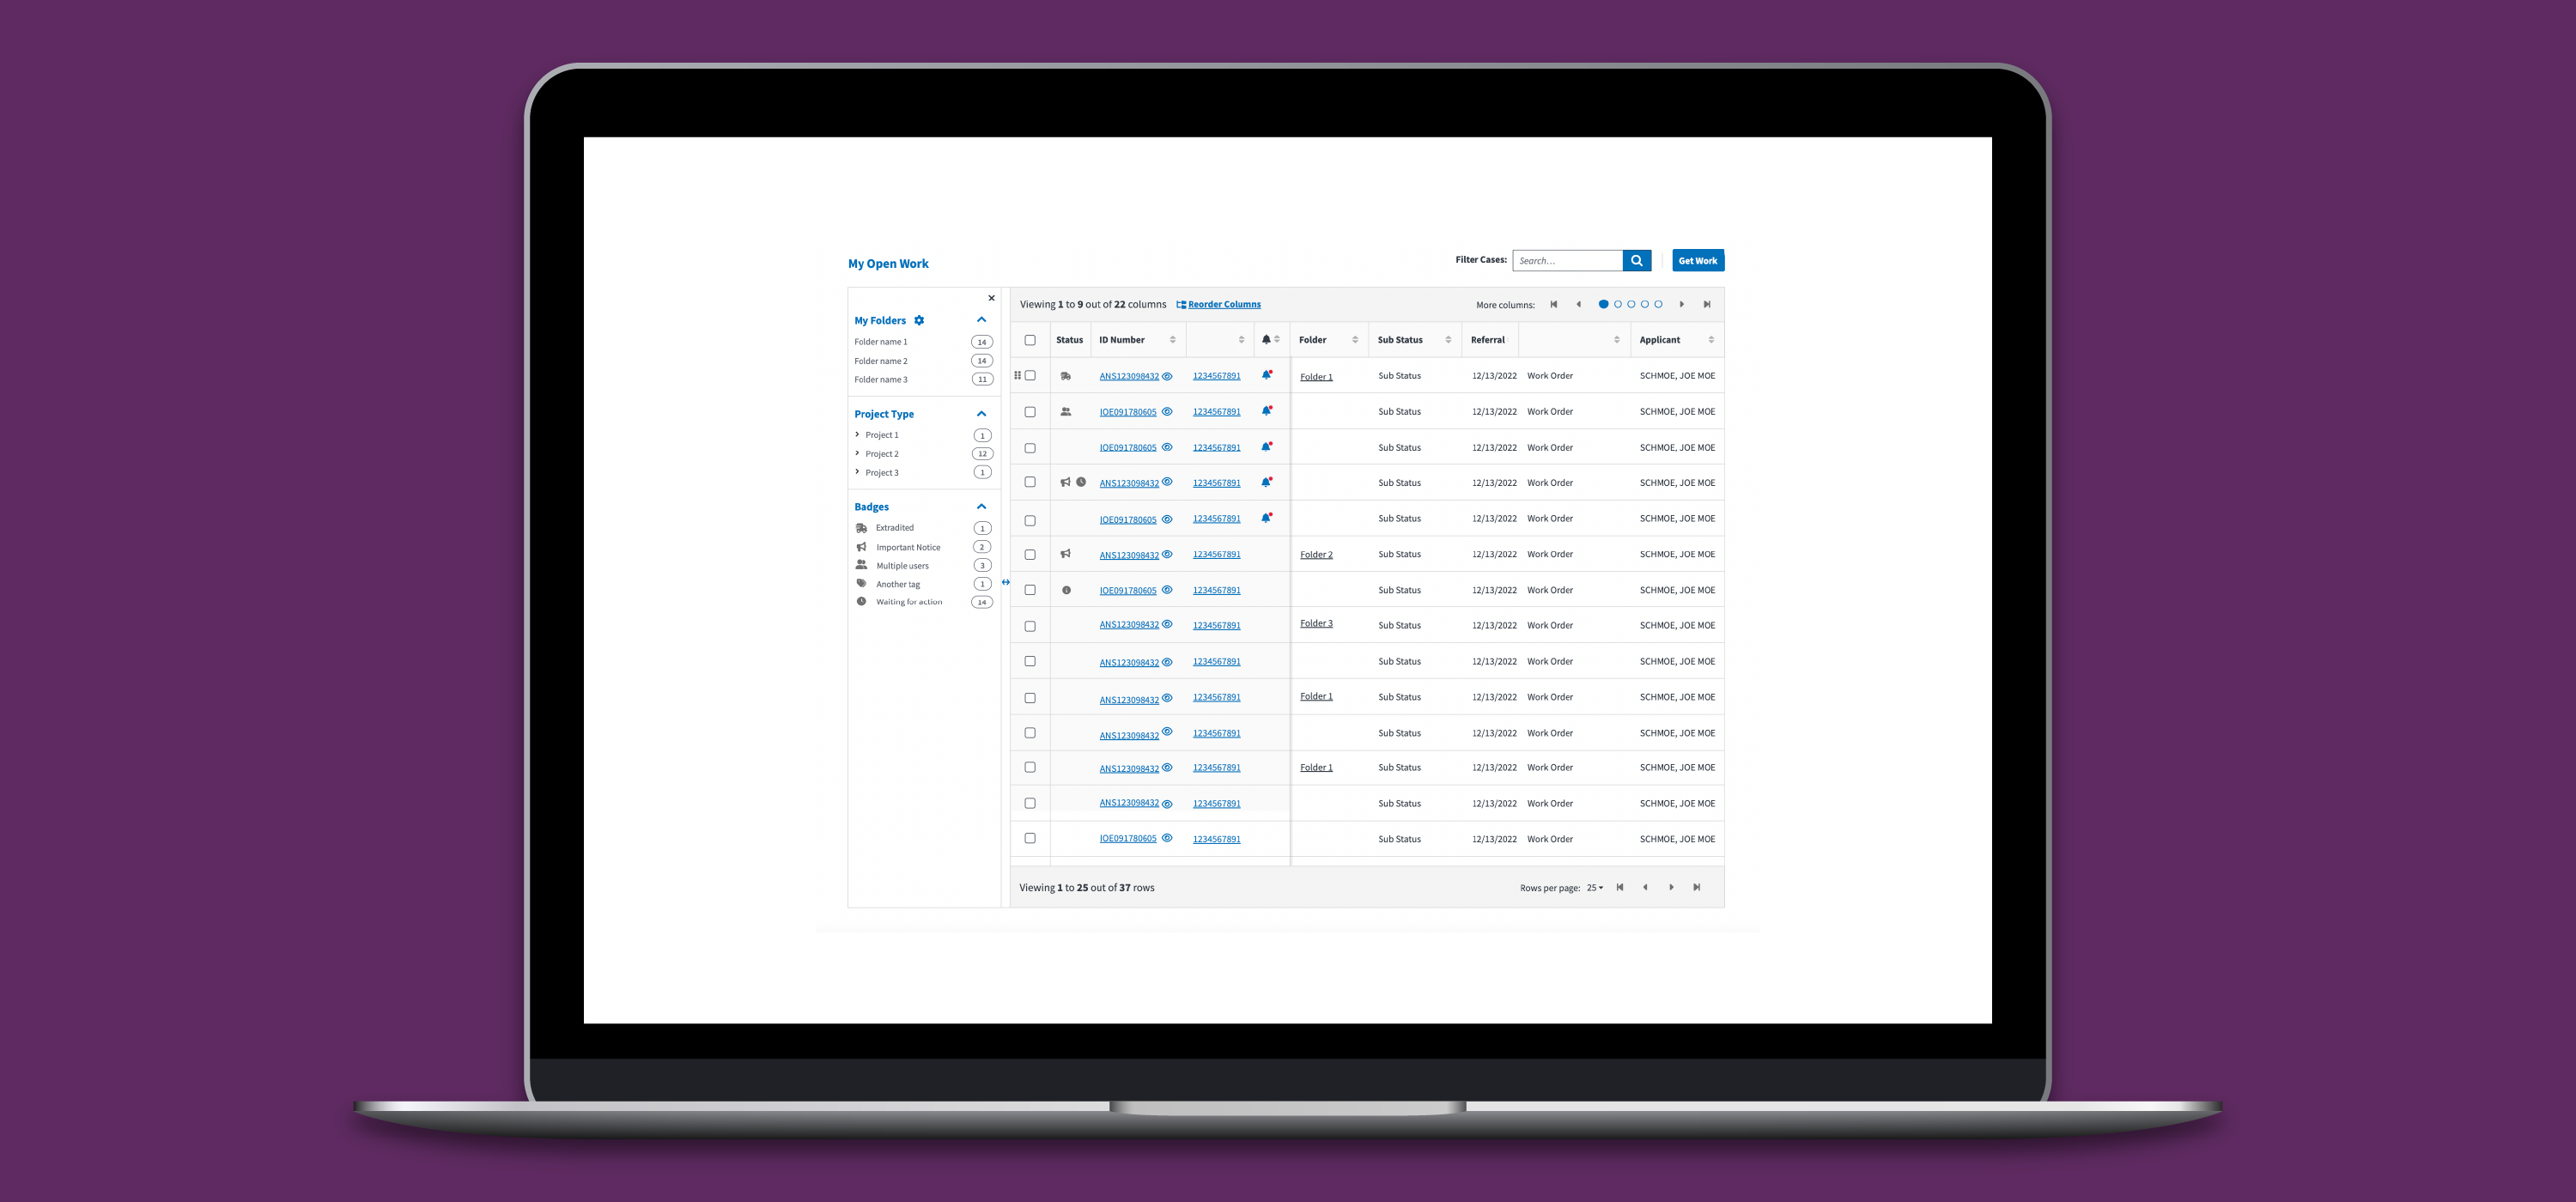 My Open Work
Filter Cases: Search... Get Work
Viewing 1 to 9 out of 22 columns Reorder Columns More columns:
My Folders
Folder name 1 14
Folder name 2 14
Folder name 3 11
Project Type
Project 1 1
Project 2 12
Project 3 1
Badges
Extradited 1
Important Notice 2
Multiple users 3
Another tag 1
Waiting for action 14
Status ID Number Folder Sub Status Referral Applicant
ANS123098432 1234567891 Folder 1 Sub Status 12/13/2022 Work Order SCHMOE, JOE MOE
IOE091780605 1234567891 Sub Status 12/13/2022 Work Order SCHMOE, JOE MOE
IOE091780605 1234567891 Sub Status 12/13/2022 Work Order SCHMOE, JOE MOE
ANS123098432 1234567891 Sub Status 12/13/2022 Work Order SCHMOE, JOE MOE
IOE091780605 1234567891 Sub Status 12/13/2022 Work Order SCHMOE, JOE MOE
ANS123098432 1234567891 Folder 2 Sub Status 12/13/2022 Work Order SCHMOE, JOE MOE
IOE091780605 1234567891 Sub Status 12/13/2022 Work Order SCHMOE, JOE MOE
ANS123098432 1234567891 Folder 3 Sub Status 12/13/2022 Work Order SCHMOE, JOE MOE
ANS123098432 1234567891 Sub Status 12/13/2022 Work Order SCHMOE, JOE MOE
ANS123098432 1234567891 Folder 1 Sub Status 12/13/2022 Work Order SCHMOE, JOE MOE
ANS123098432 1234567891 Sub Status 12/13/2022 Work Order SCHMOE, JOE MOE
ANS123098432 1234567891 Folder 1 Sub Status 12/13/2022 Work Order SCHMOE, JOE MOE
ANS123098432 1234567891 Sub Status 12/13/2022 Work Order SCHMOE, JOE MOE
IOE091780605 1234567891 Sub Status 12/13/2022 Work Order SCHMOE, JOE MOE
Viewing 1 to 25 out of 37 rows Rows per page: 25